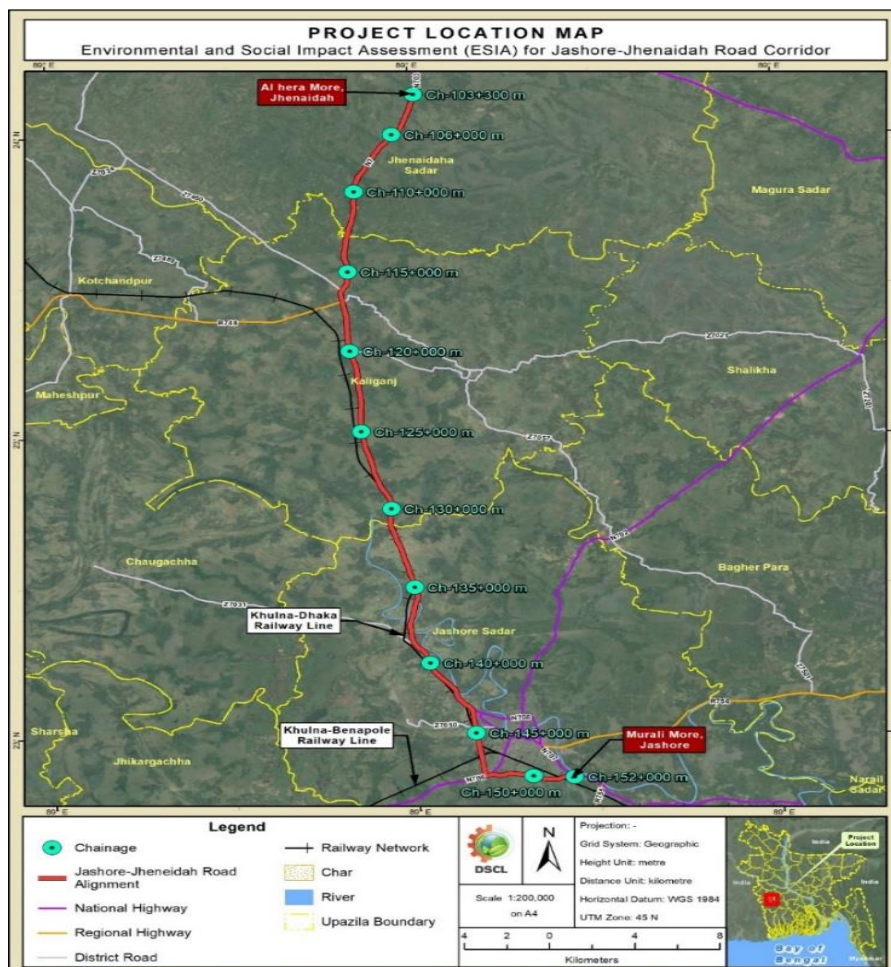 PROJECT LOCATION MAP
Environmental and Social Impact Assessment (ESIA) for Jashore-Jhenaidah Road Corridor
Al hera More,
Jhenaidah
Ch-103+300 m
Ch-106+000 m
Jhenaidaha
Sadar
Ch-110+000 m
Magura Sadar
Kotchandpur
Ch-115+000 m
Ch-120+000 m
Kaliganj
Shalikha
Maheshpur
Ch-125+000 m
Ch-130+000 m
N702
Chaugachha
Bagher Para
Ch-135+000 m
Khulna-Dhaka
Railway Line
Jashore Sadar
Ch-140+000 m
Ch-145+000 m
Khulna-Benapole
Railway Line
Murali More,
Jashore
Sharsha
Jhikargachha
N706
N707
Narail
Sadar
Ch-150+000 m
Ch-152+000 m
Legend
Chainage
Jashore-Jheneidah Road
Alignment
National Highway
Regional Highway
District Road
Railway Network
Char
River
Upazila Boundary
DSCL
N
Scale 1:200,000
on A4
Projection: -
Grid System: Geographic
Height Unit: metre
Distance Unit: kilometre
Horizontal Datum: WGS 1984
UTM Zone: 45 N
4 2 0 4 8
Kilometers
Project
Location
India
India
India
Bay of
Bengal
Myanmar